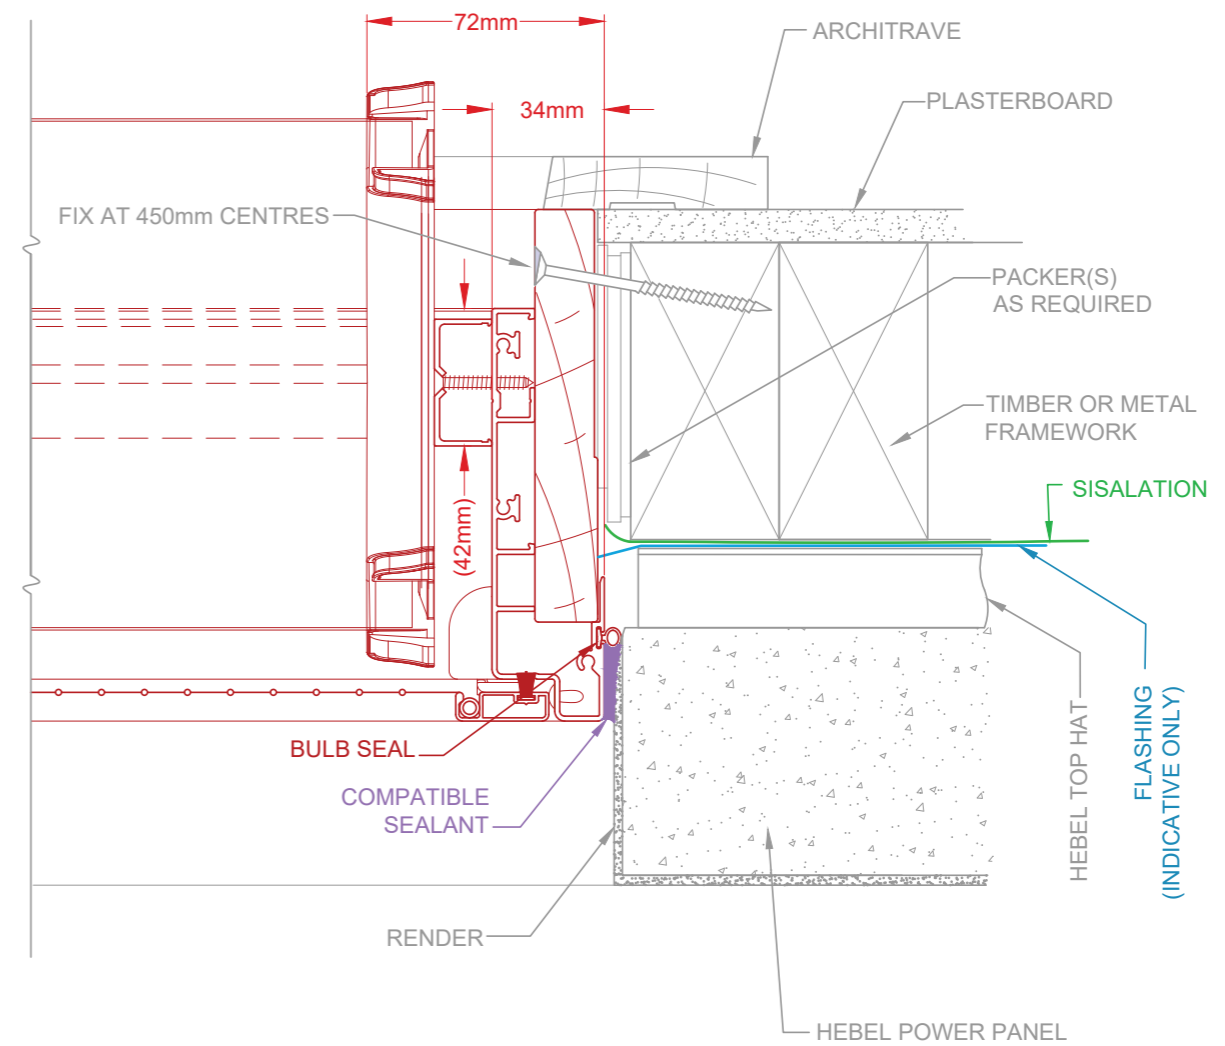 72mm
ARCHITRAVE
34mm
PLASTERBOARD
FIX AT 450mm CENTRES
PACKER(S)
AS REQUIRED
TIMBER OR METAL
FRAMEWORK
SISALATION
(42mm)
BULB SEAL
COMPATIBLE
SEALANT
HEBEL TOP HAT
FLASHING
(INDICATIVE ONLY)
RENDER
HEBEL POWER PANEL